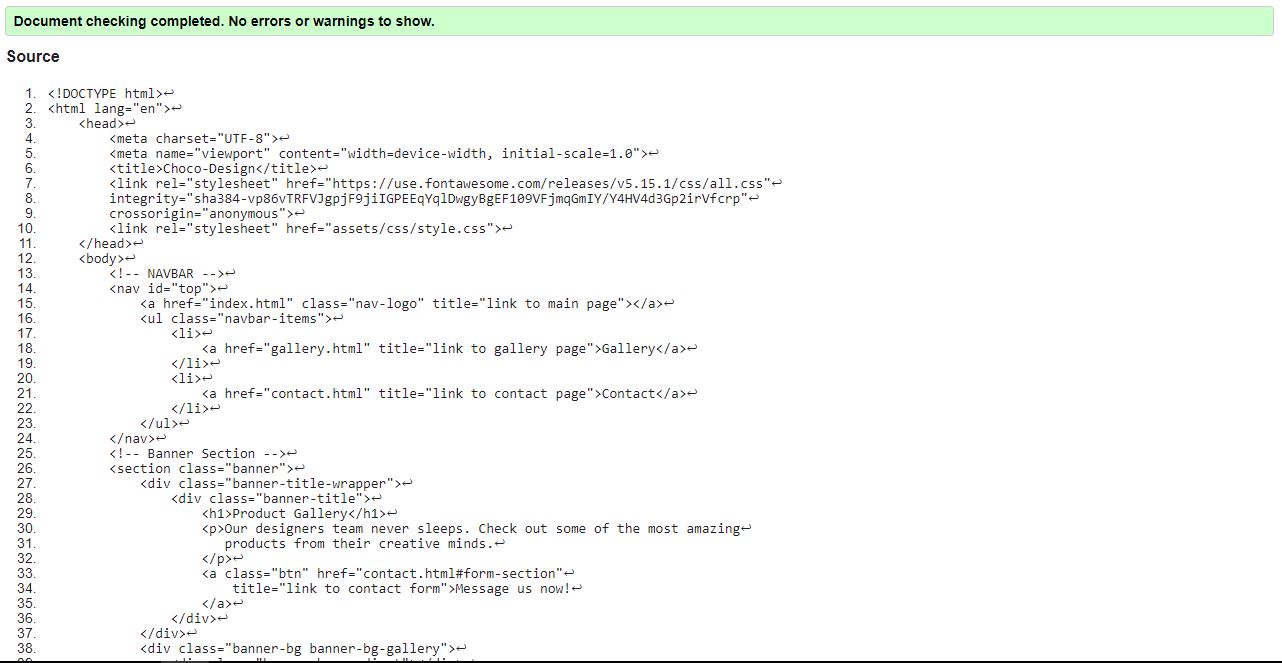 Document checking completed. No errors or warnings to show.
Source
1. <!DOCTYPE html>↩
2. <html lang="en">↩
3.     <head>↩
4.         <meta charset="UTF-8">↩
5.         <meta name="viewport" content="width=device-width, initial-scale=1.0">↩
6.         <title>Choco-Design</title>↩
7.         <link rel="stylesheet" href="https://use.fontawesome.com/releases/v5.15.1/css/all.css"↩
8.         integrity="sha384-vp86vTRFVJgpjF9jiIGPEEqYqlDwgyBgEF109VFjmqGmIY/Y4HV4d3Gp2irVfcrp"↩
9.         crossorigin="anonymous">↩
10.         <link rel="stylesheet" href="assets/css/style.css">↩
11.     </head>↩
12.     <body>↩
13.         <!-- NAVBAR -->↩
14.         <nav id="top">↩
15.             <a href="index.html" class="nav-logo" title="link to main page"></a>↩
16.             <ul class="navbar-items">↩
17.                 <li>↩
18.                     <a href="gallery.html" title="link to gallery page">Gallery</a>↩
19.                 </li>↩
20.                 <li>↩
21.                     <a href="contact.html" title="link to contact page">Contact</a>↩
22.                 </li>↩
23.             </ul>↩
24.         </nav>↩
25.         <!-- Banner Section -->↩
26.         <section class="banner">↩
27.             <div class="banner-title-wrapper">↩
28.                 <div class="banner-title">↩
29.                     <h1>Product Gallery</h1>↩
30.                     <p>Our designers team never sleeps. Check out some of the most amazing↩
31.                        products from their creative minds.↩
32.                     </p>↩
33.                     <a class="btn" href="contact.html#form-section"↩
34.                         title="link to contact form">Message us now!↩
35.                     </a>↩
36.                 </div>↩
37.             </div>↩
38.             <div class="banner-bg banner-bg-gallery">↩